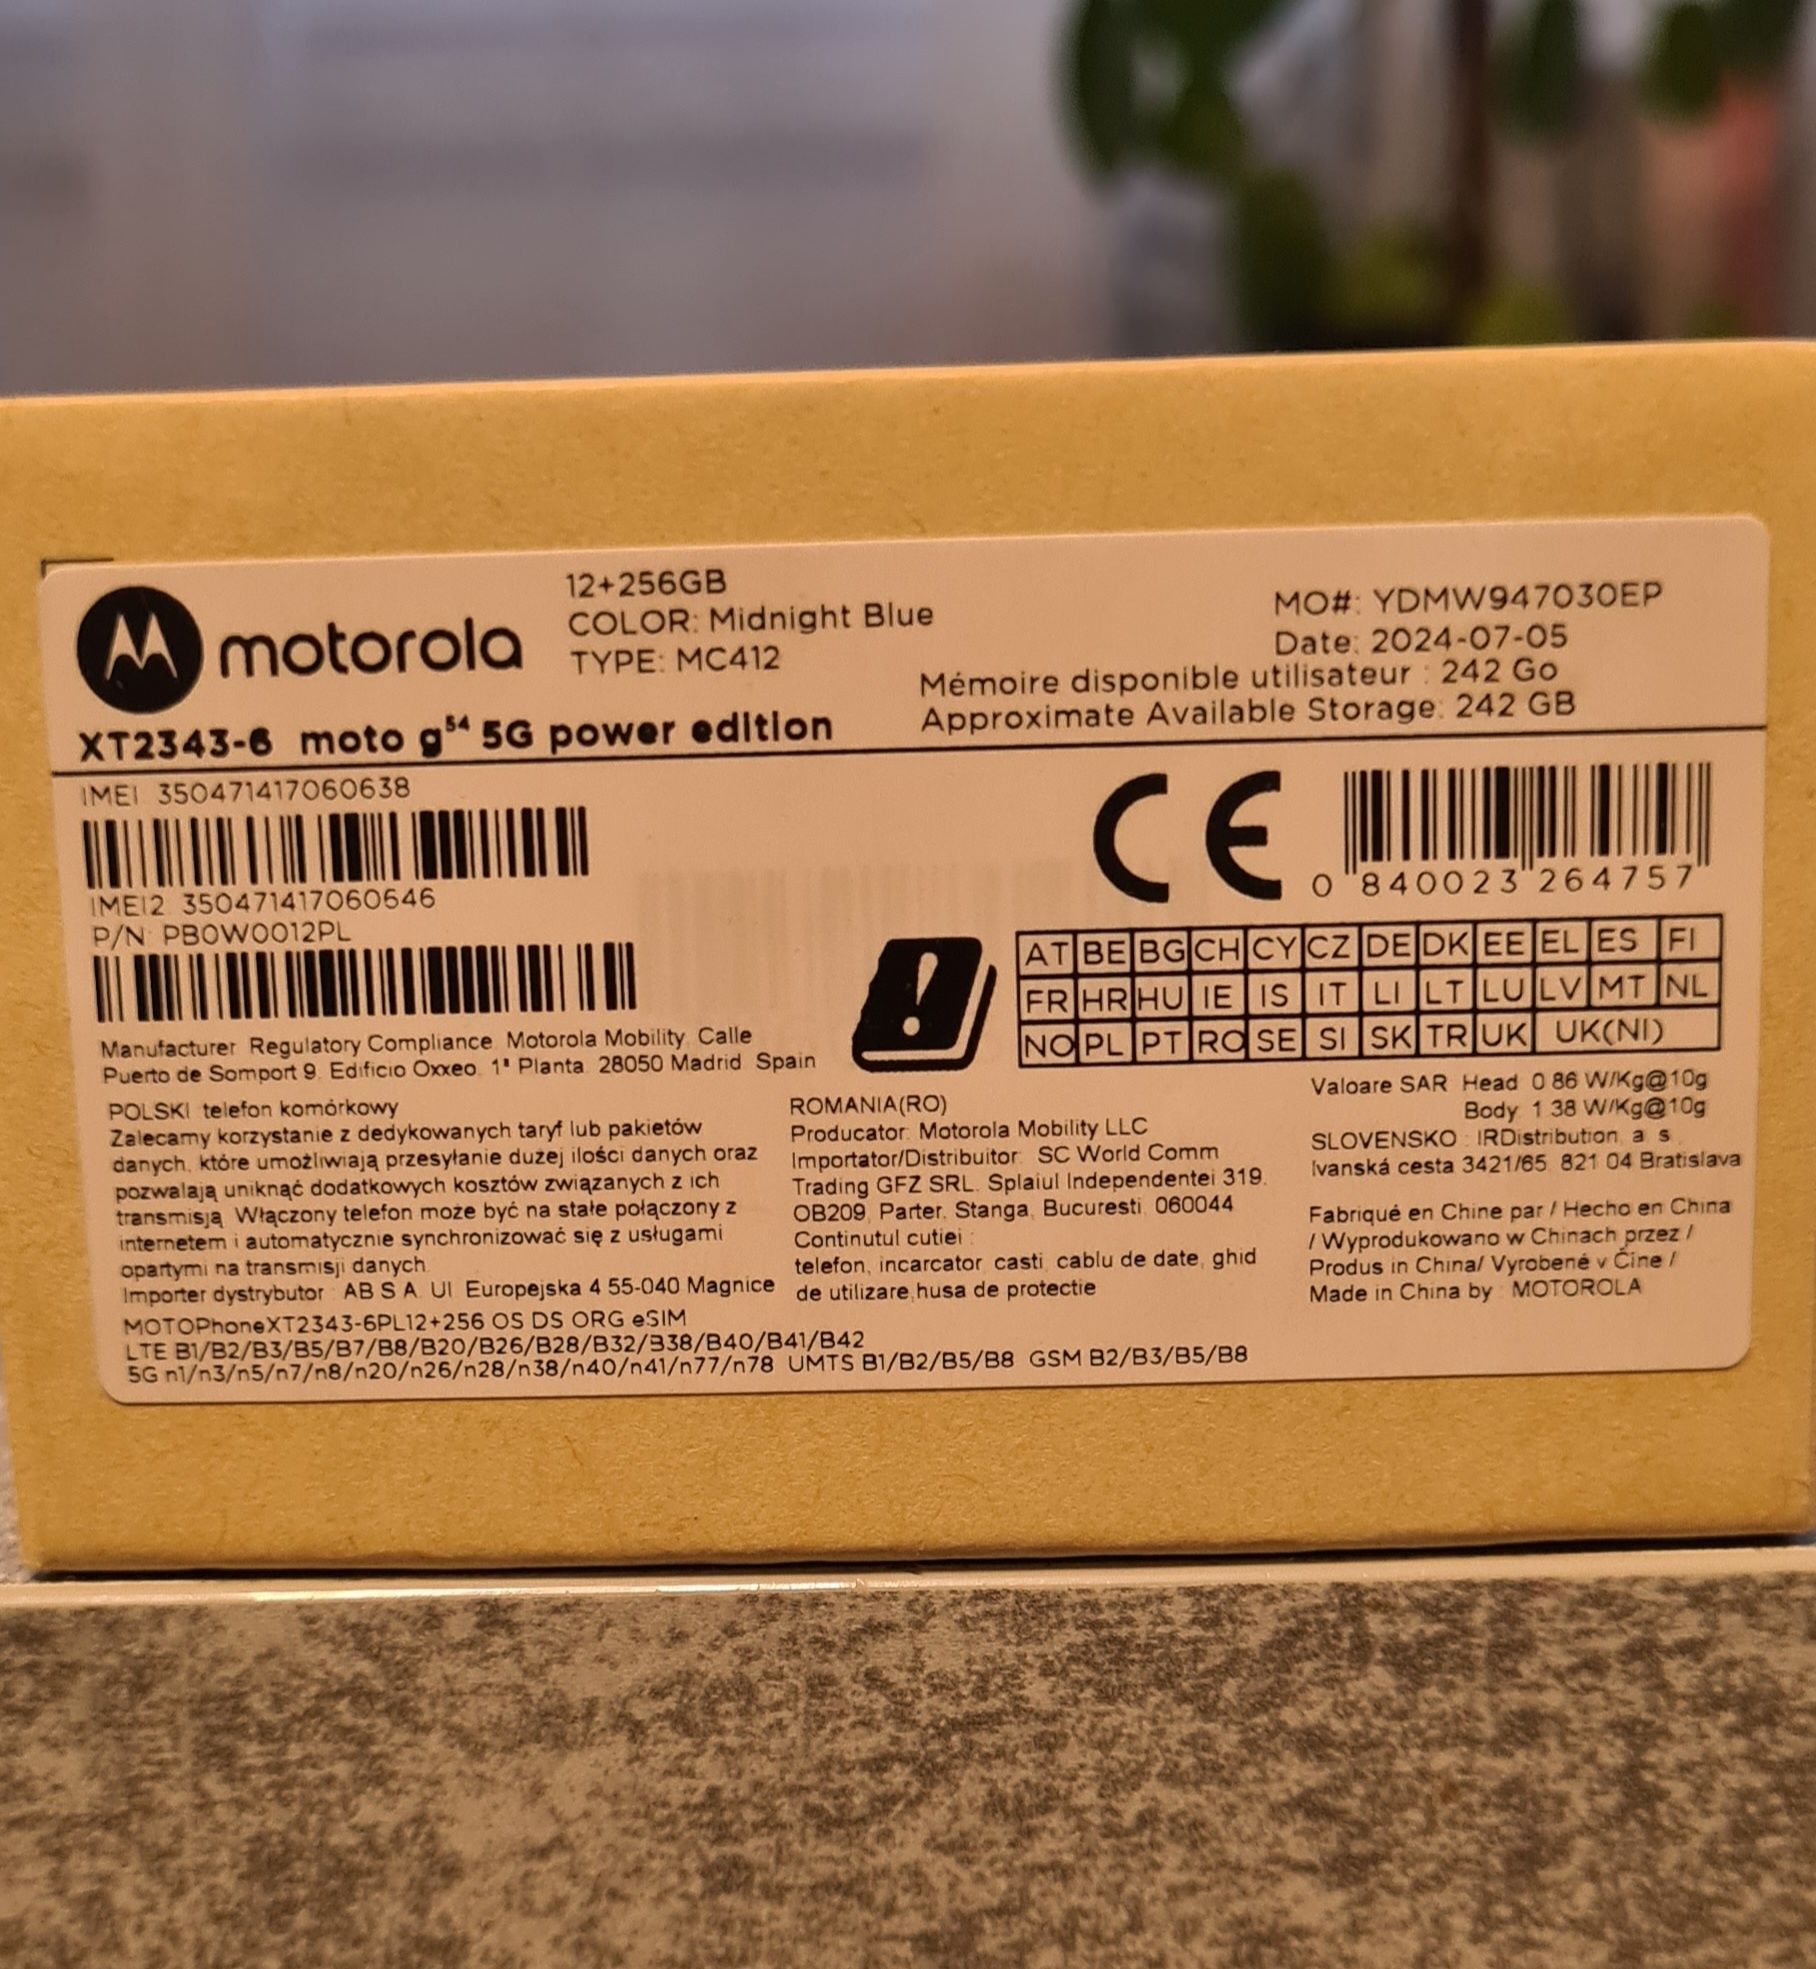 motorola
12+256GB
COLOR: Midnight Blue
TYPE: MC412
MO#: YDMW947030EP
Date: 2024-07-05
Mémoire disponible utilisateur : 242 Go
Approximate Available Storage: 242 GB
XT2343-6 moto g54 5G power edition
IMEI 350471417060638
IMEI2 350471417060646
P/N PB0W0012PL
CE
0 840023 264757
AT BE BG CH CY CZ DE DK EE EL ES FI
FR HR HU IE IS IT LI LT LU LV MT NL
NO PL PT RO SE SI SK TR UK UK(NI)
Manufacturer Regulatory Compliance Motorola Mobility Calle
Puerto de Somport 9. Edificio Oxxeo. 1ª Planta. 28050 Madrid Spain
POLSKI telefon komórkowy
Zalecamy korzystanie z dedykowanych taryf lub pakietów
danych, które umożliwiają przesyłanie dużej ilości danych oraz
pozwalają uniknąć dodatkowych kosztów związanych z ich
transmisją Włączony telefon może być na stałe połączony z
internetem i automatycznie synchronizować się z usługami
opartymi na transmisji danych
Importer dystrybutor AB S A Ul Europejska 4 55-040 Magnice
ROMANIA(RO)
Producator: Motorola Mobility LLC
Importator/Distribuitor: SC World Comm
Trading GFZ SRL. Splaiul Independentei 319.
OB209, Parter. Stanga, Bucuresti 060044
Continutul cutiei :
telefon, incarcator casti, cablu de date, ghid
de utilizare,husa de protectie
Valoare SAR Head 0 86 W/Kg@10g
Body 1 38 W/Kg@10g
SLOVENSKO : IRDistribution a s
Ivanská cesta 3421/65 821 04 Bratislava
Fabriqué en Chine par / Hecho en China
/ Wyprodukowano w Chinach przez /
Produs in China/ Vyrobené v Číne /
Made in China by MOTOROLA
MOTOPhoneXT2343-6PL12+256 OS DS ORG eSIM
LTE B1/B2/B3/B5/B7/B8/B20/B26/B28/B32/B38/B40/B41/B42
5G n1/n3/n5/n7/n8/n20/n26/n28/n38/n40/n41/n77/n78 UMTS B1/B2/B5/B8 GSM B2/B3/B5/B8